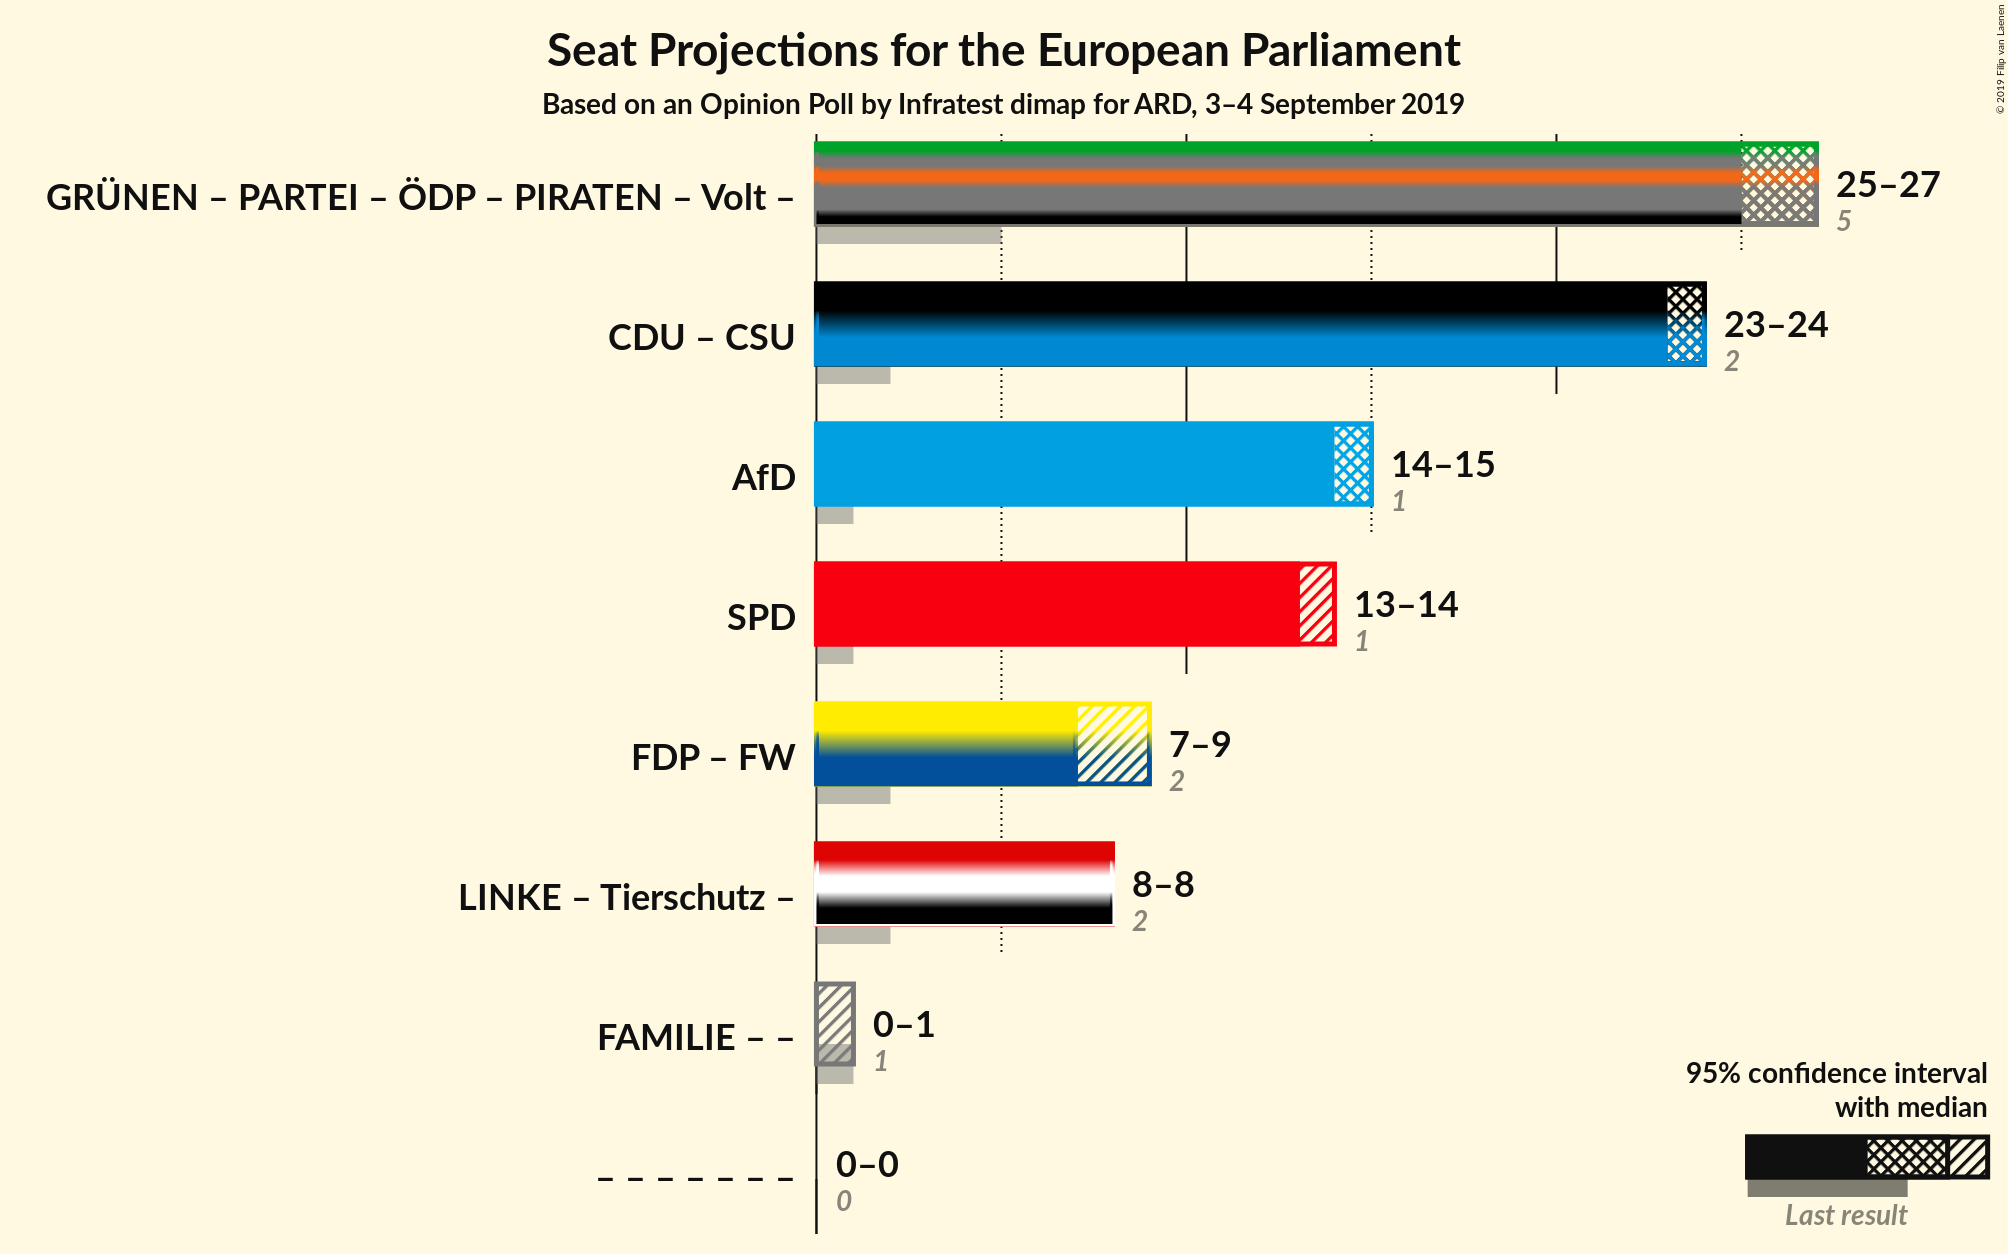 Seat Projections for the European Parliament
Based on an Opinion Poll by Infratest dimap for ARD, 3–4 September 2019
© 2019 Filip van Laenen
GRÜNEN – PARTEI – ÖDP – PIRATEN – Volt –
25–27
5
CDU – CSU
23–24
2
AfD
14–15
1
SPD
13–14
1
FDP – FW
7–9
2
LINKE – Tierschutz –
8–8
2
FAMILIE – –
0–1
1
– – – – – – –
0–0
0
95% confidence interval
with median
Last result